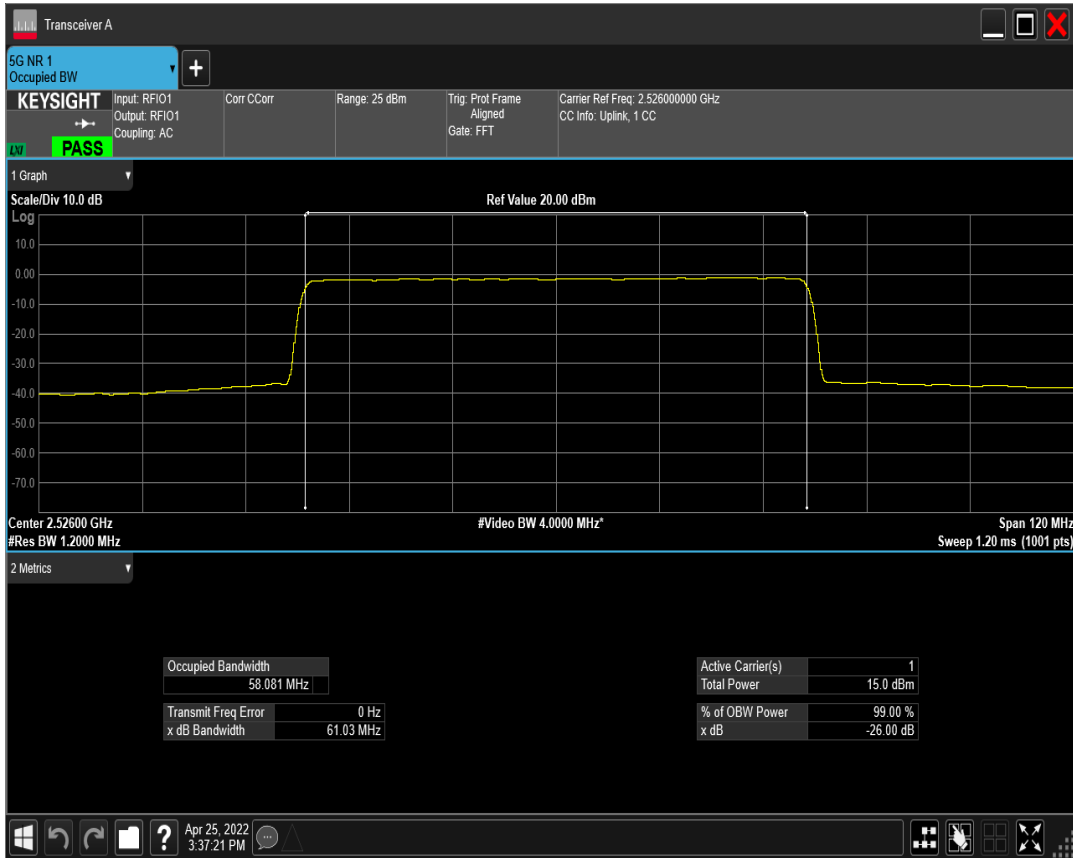 Transceiver A
5G NR 1
Occupied BW
+
KEYSIGHT
LXI
PASS
Input: RFIO1
Output: RFIO1
Coupling: AC
Corr CCorr
Range: 25 dBm
Trig: Prot Frame
Aligned
Gate: FFT
Carrier Ref Freq: 2.526000000 GHz
CC Info: Uplink, 1 CC
1 Graph
Scale/Div 10.0 dB
Ref Value 20.00 dBm
Log
10.0
0.00
-10.0
-20.0
-30.0
-40.0
-50.0
-60.0
-70.0
Center 2.52600 GHz
#Video BW 4.0000 MHz*
Span 120 MHz
#Res BW 1.2000 MHz
Sweep 1.20 ms (1001 pts)
2 Metrics
Occupied Bandwidth
58.081 MHz
Transmit Freq Error 0 Hz
x dB Bandwidth 61.03 MHz
Active Carrier(s) 1
Total Power 15.0 dBm
% of OBW Power 99.00 %
x dB -26.00 dB
?
Apr 25, 2022
3:37:21 PM